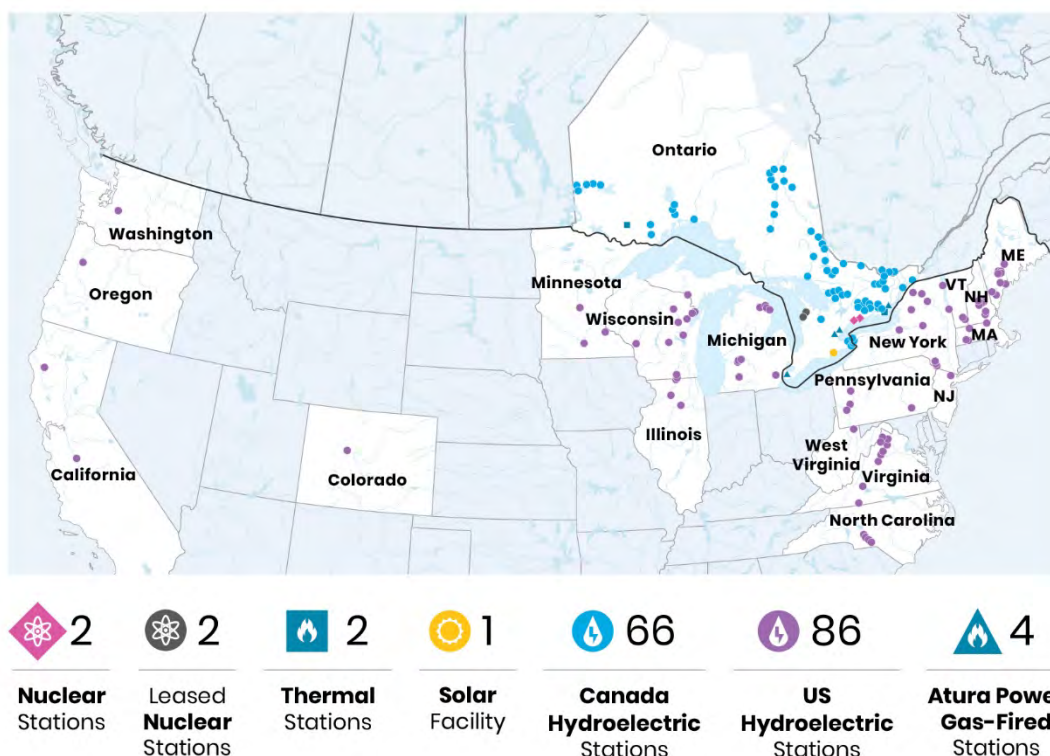 Ontario
Washington
Oregon
Minnesota
Wisconsin
Michigan
ME
VT
NH
MA
New York
Pennsylvania
NJ
Illinois
West
Virginia
Virginia
California
Colorado
North Carolina
2
2
2
1
66
86
4
Nuclear
Stations
Leased
Nuclear
Stations
Thermal
Stations
Solar
Facility
Canada
Hydroelectric
Stations
US
Hydroelectric
Stations
Atura Powe
Gas-Fired
Stations